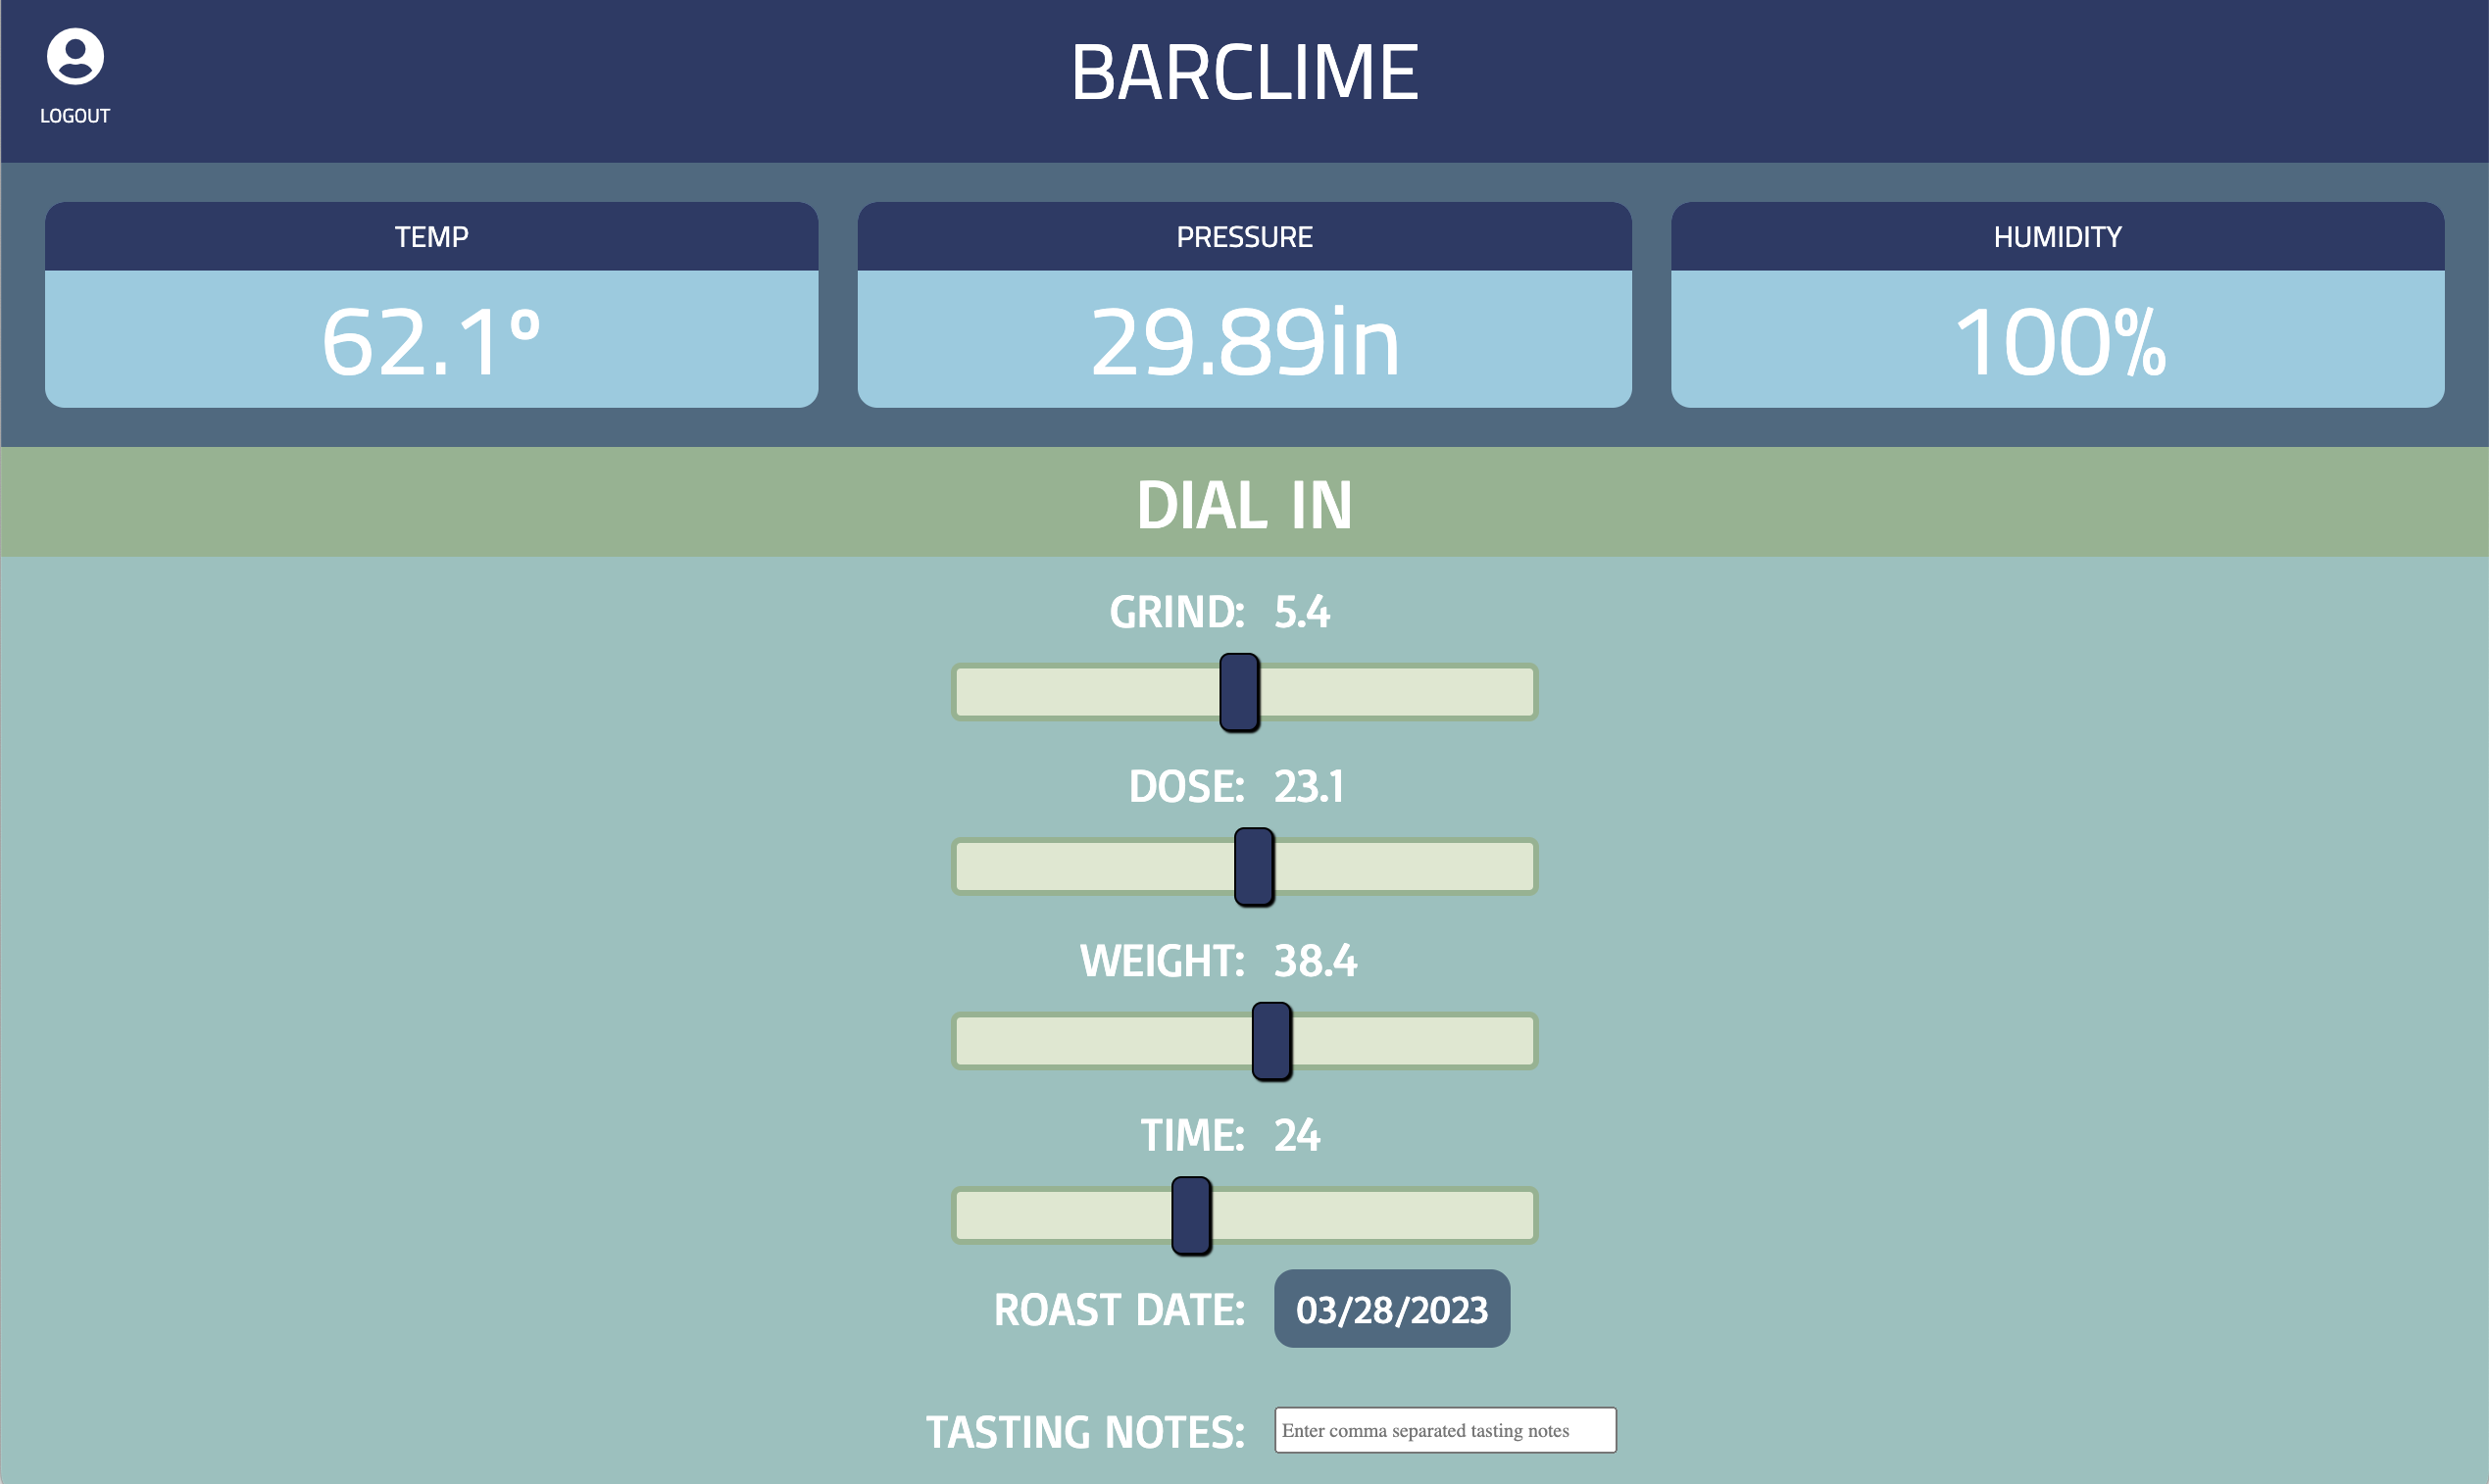 BARCLIME
LOGOUT
TEMP
62.1°
PRESSURE
29.89in
HUMIDITY
100%
DIAL IN
GRIND: 5.4
DOSE: 23.1
WEIGHT: 38.4
TIME: 24
ROAST DATE: 03/28/2023
TASTING NOTES: Enter comma separated tasting notes